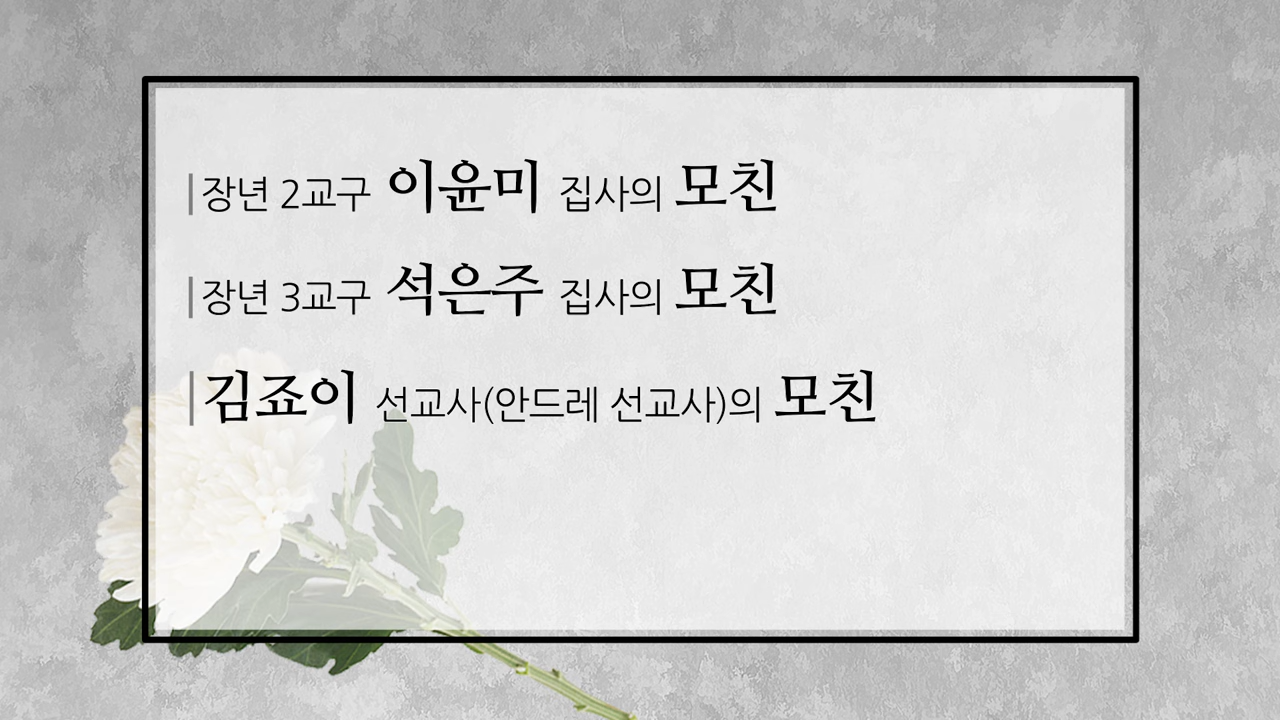 장년 2교구 이윤미 집사의 모친
장년 3교구 석은주 집사의 모친
김죠이 선교사(안드레 선교사)의 모친